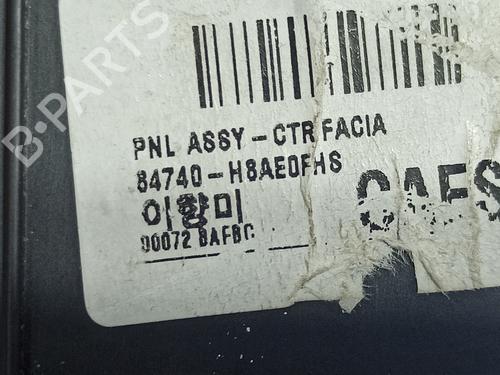 B-PARTS
PNL ASSY-CTR FACIA
84740-H8AE0FHS
이향미
00072 BAFBC